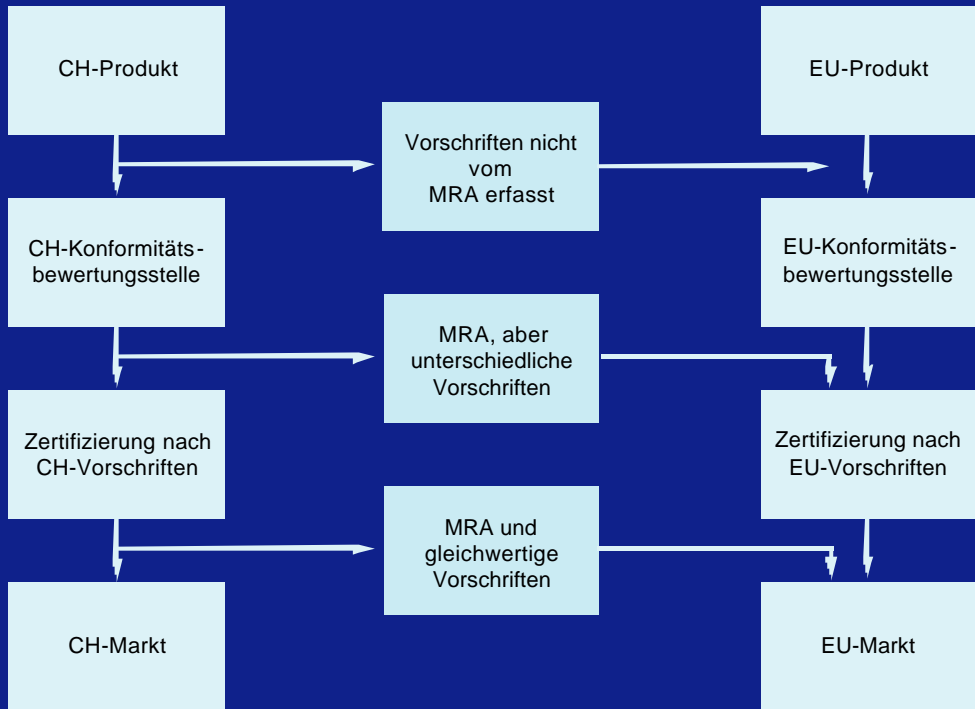 CH-Produkt
EU-Produkt
Vorschriften nicht
vom
MRA erfasst
CH-Konformitäts-
bewertungsstelle
EU-Konformitäts-
bewertungsstelle
MRA, aber
unterschiedliche
Vorschriften
Zertifizierung nach
CH-Vorschriften
Zertifizierung nach
EU-Vorschriften
MRA und
gleichwertige
Vorschriften
CH-Markt
EU-Markt